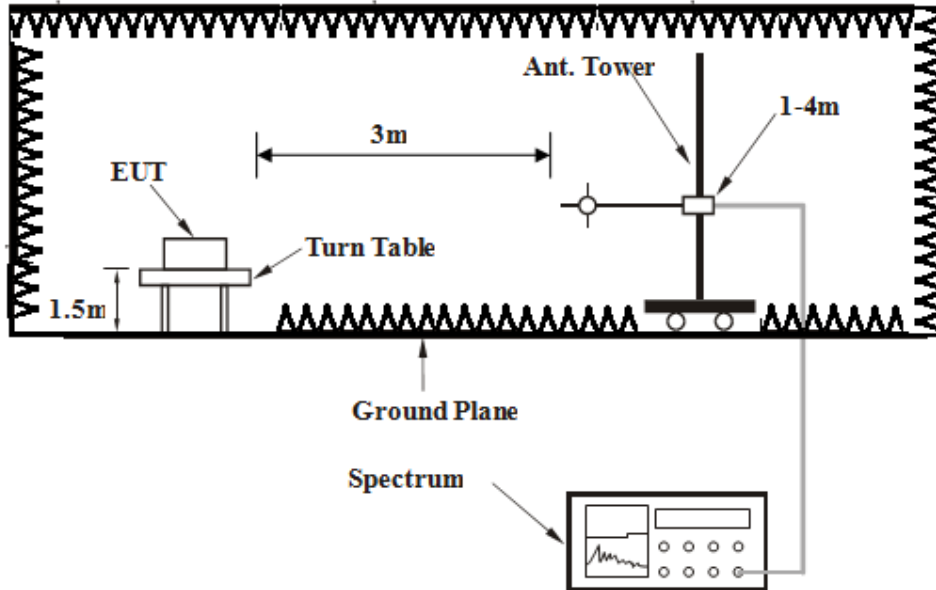 Ant. Tower
1-4m
3m
EUT
Turn Table
1.5m
Ground Plane
Spectrum